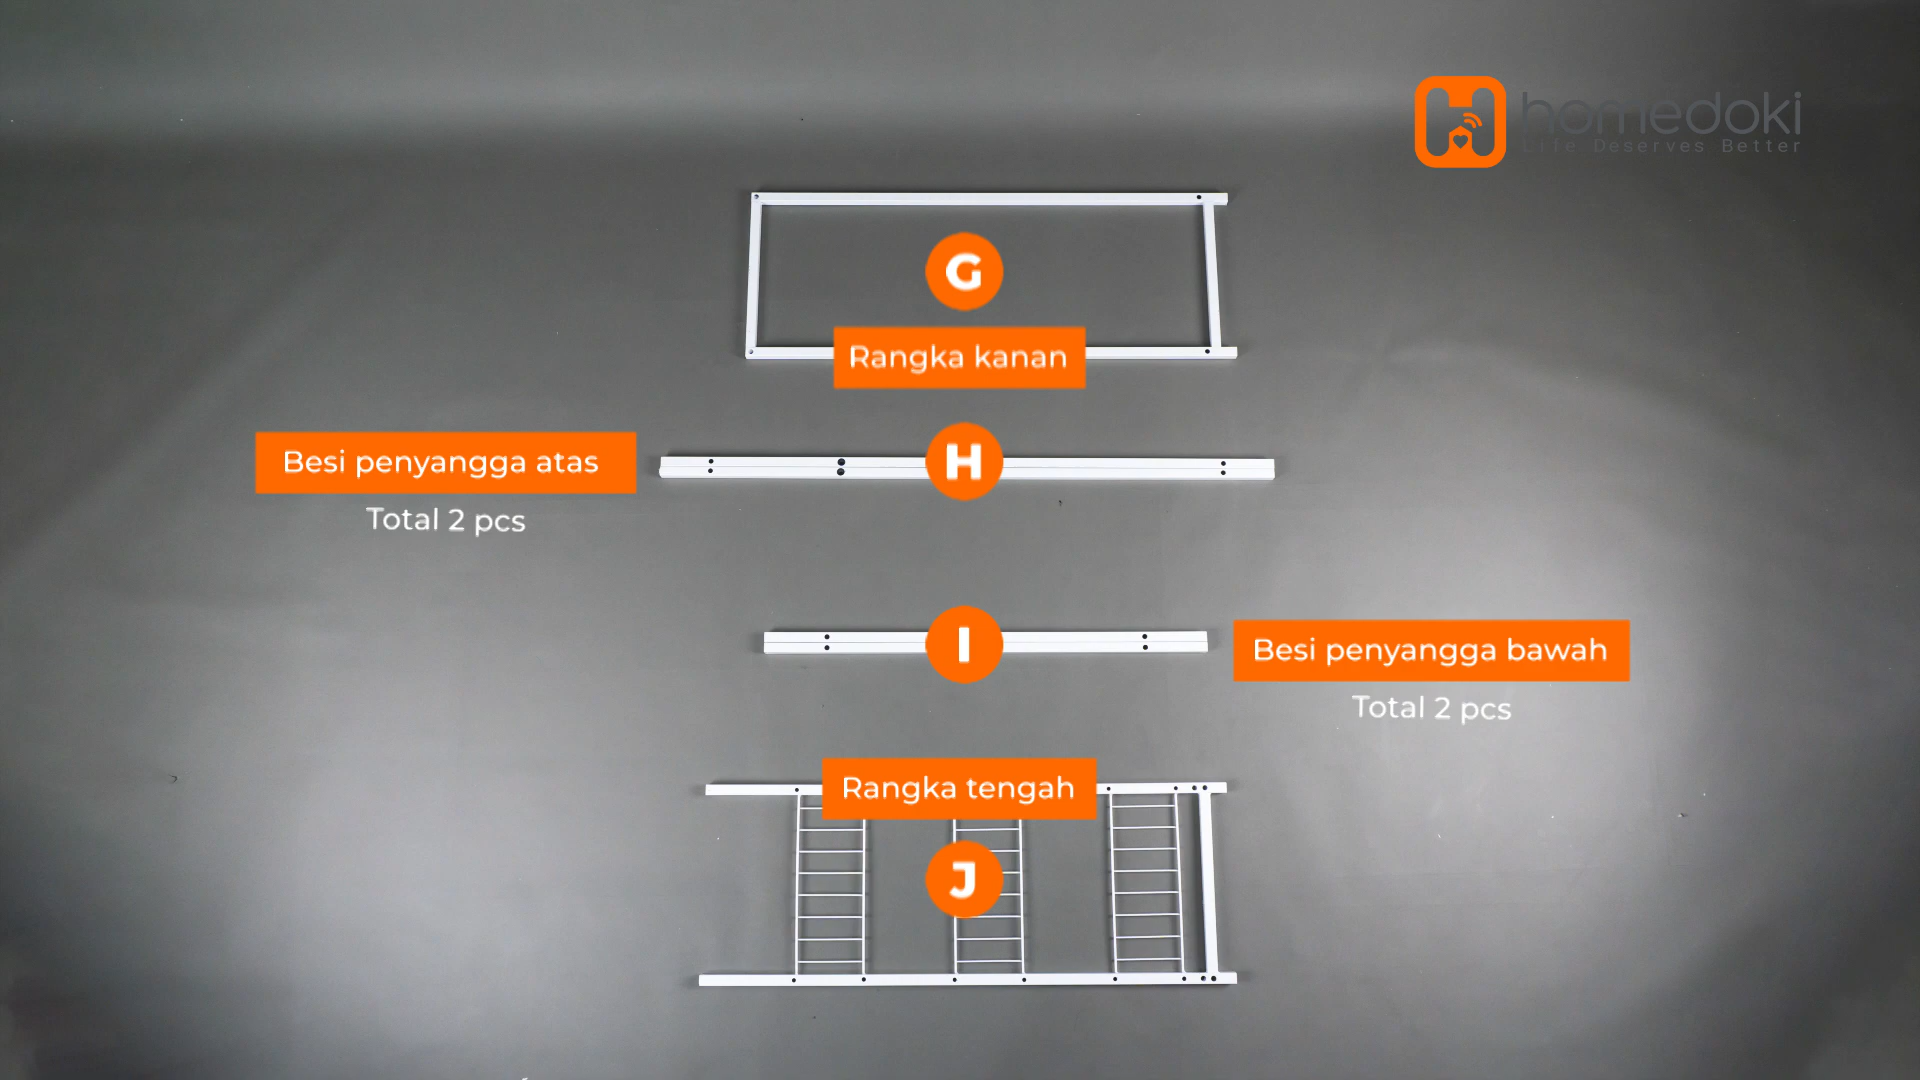 homedoki
Life Deserves Better
G
Rangka kanan
Besi penyangga atas
H
Total 2 pcs
I
Besi penyangga bawah
Total 2 pcs
Rangka tengah
J